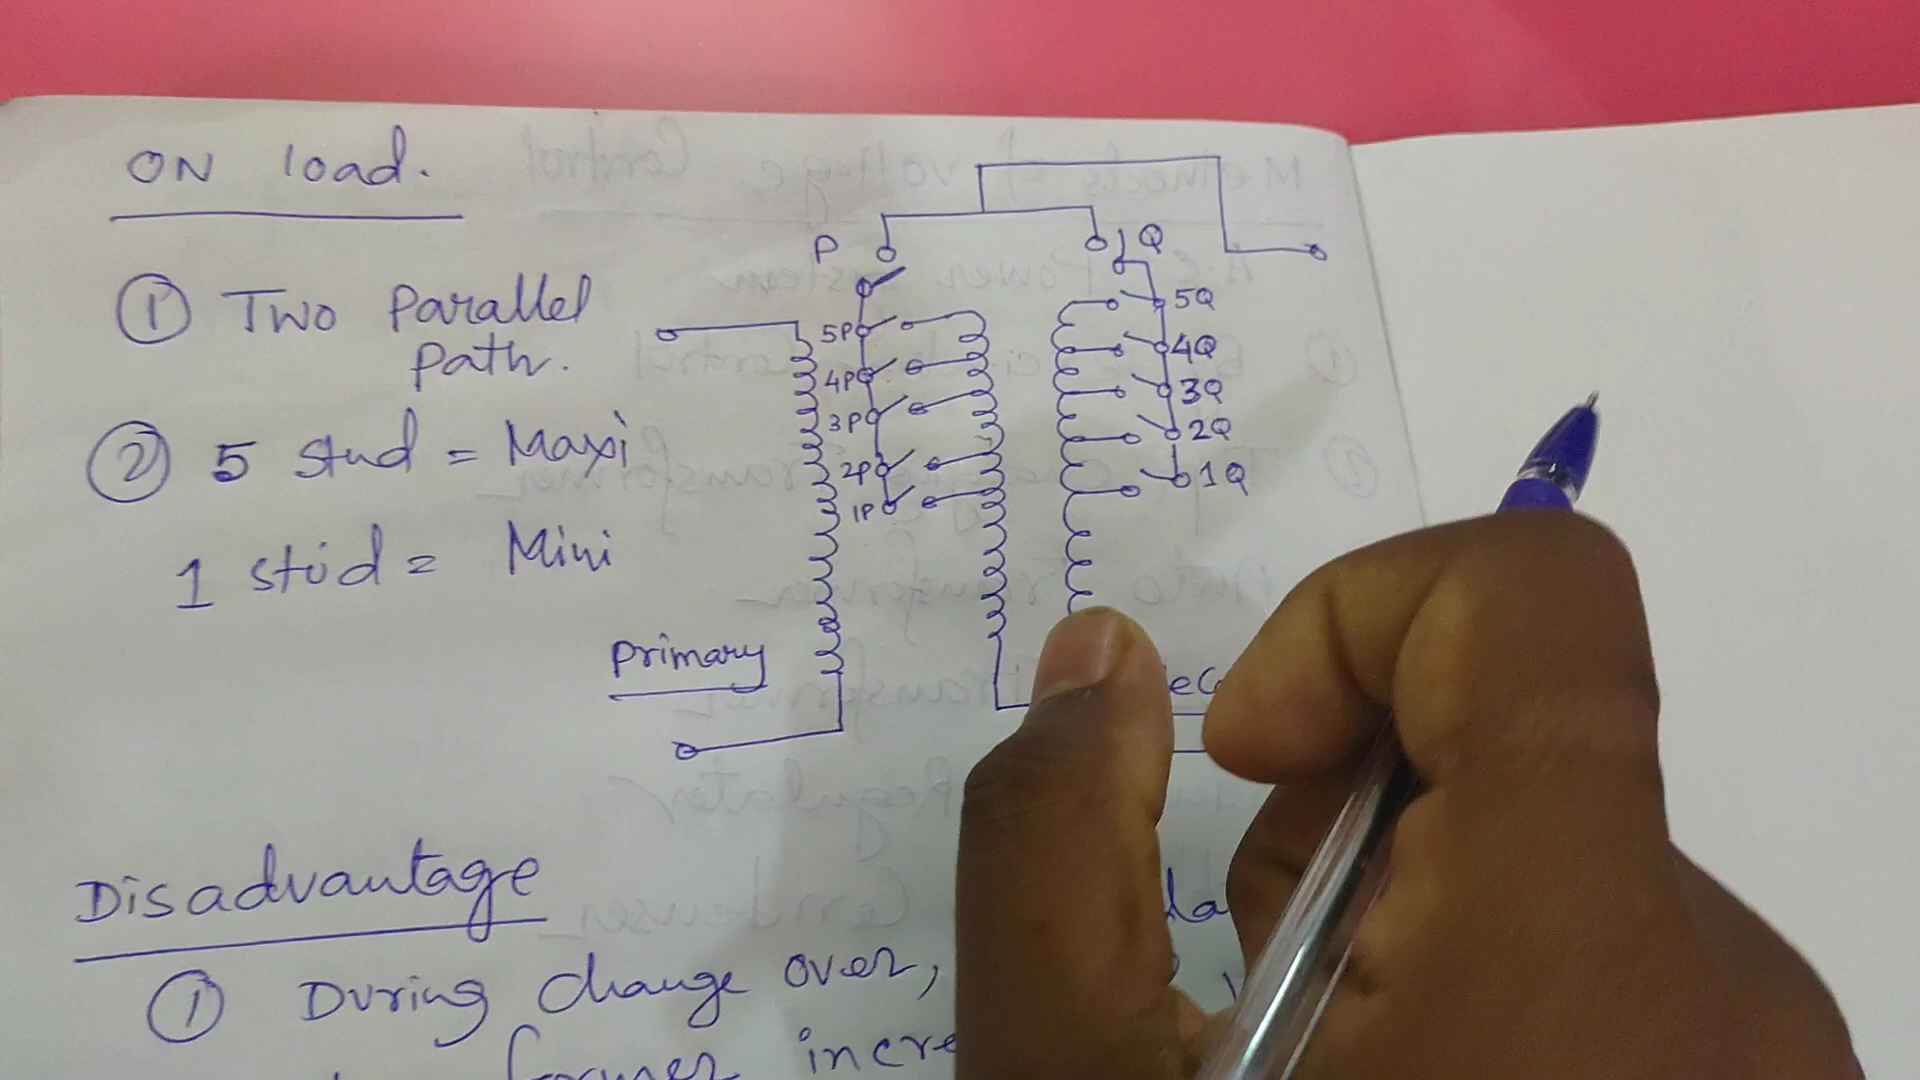 ON load.
① Two Parallel
Path.
② 5 stud = Maxi
1 stud = Mini
P
Q
5P
4P
3P
2P
1P
5Q
4Q
3Q
2Q
1Q
Primary
Disadvantage
① During change over,
incre